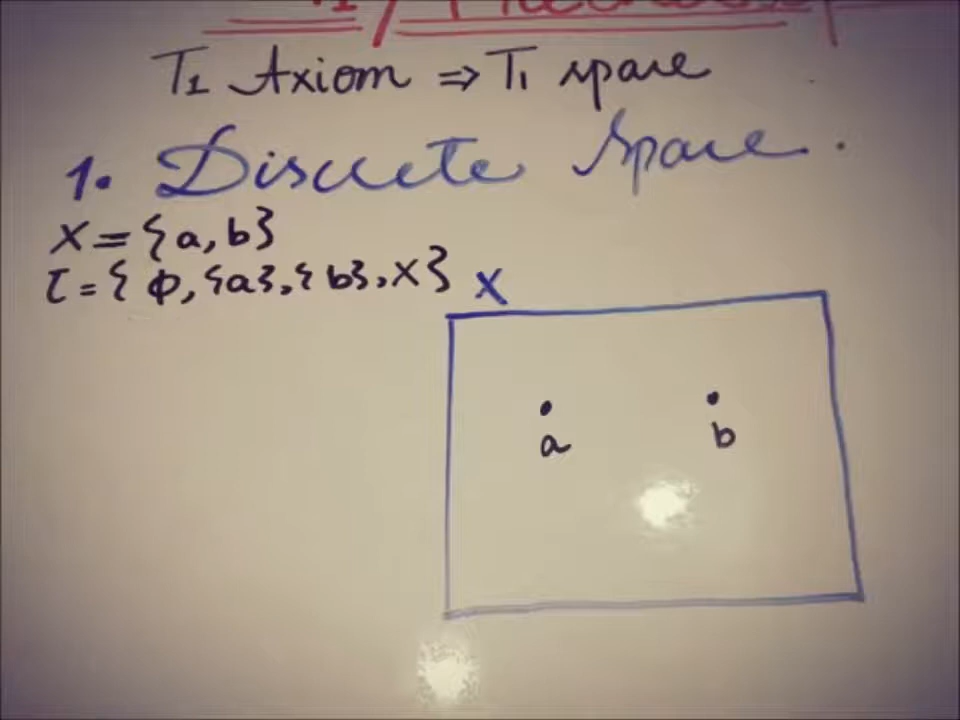 T1 Axiom ⇒ T1 space
1. Discrete Space.
X = {a, b}
τ = { φ, {a}, {b}, X}
X
a b